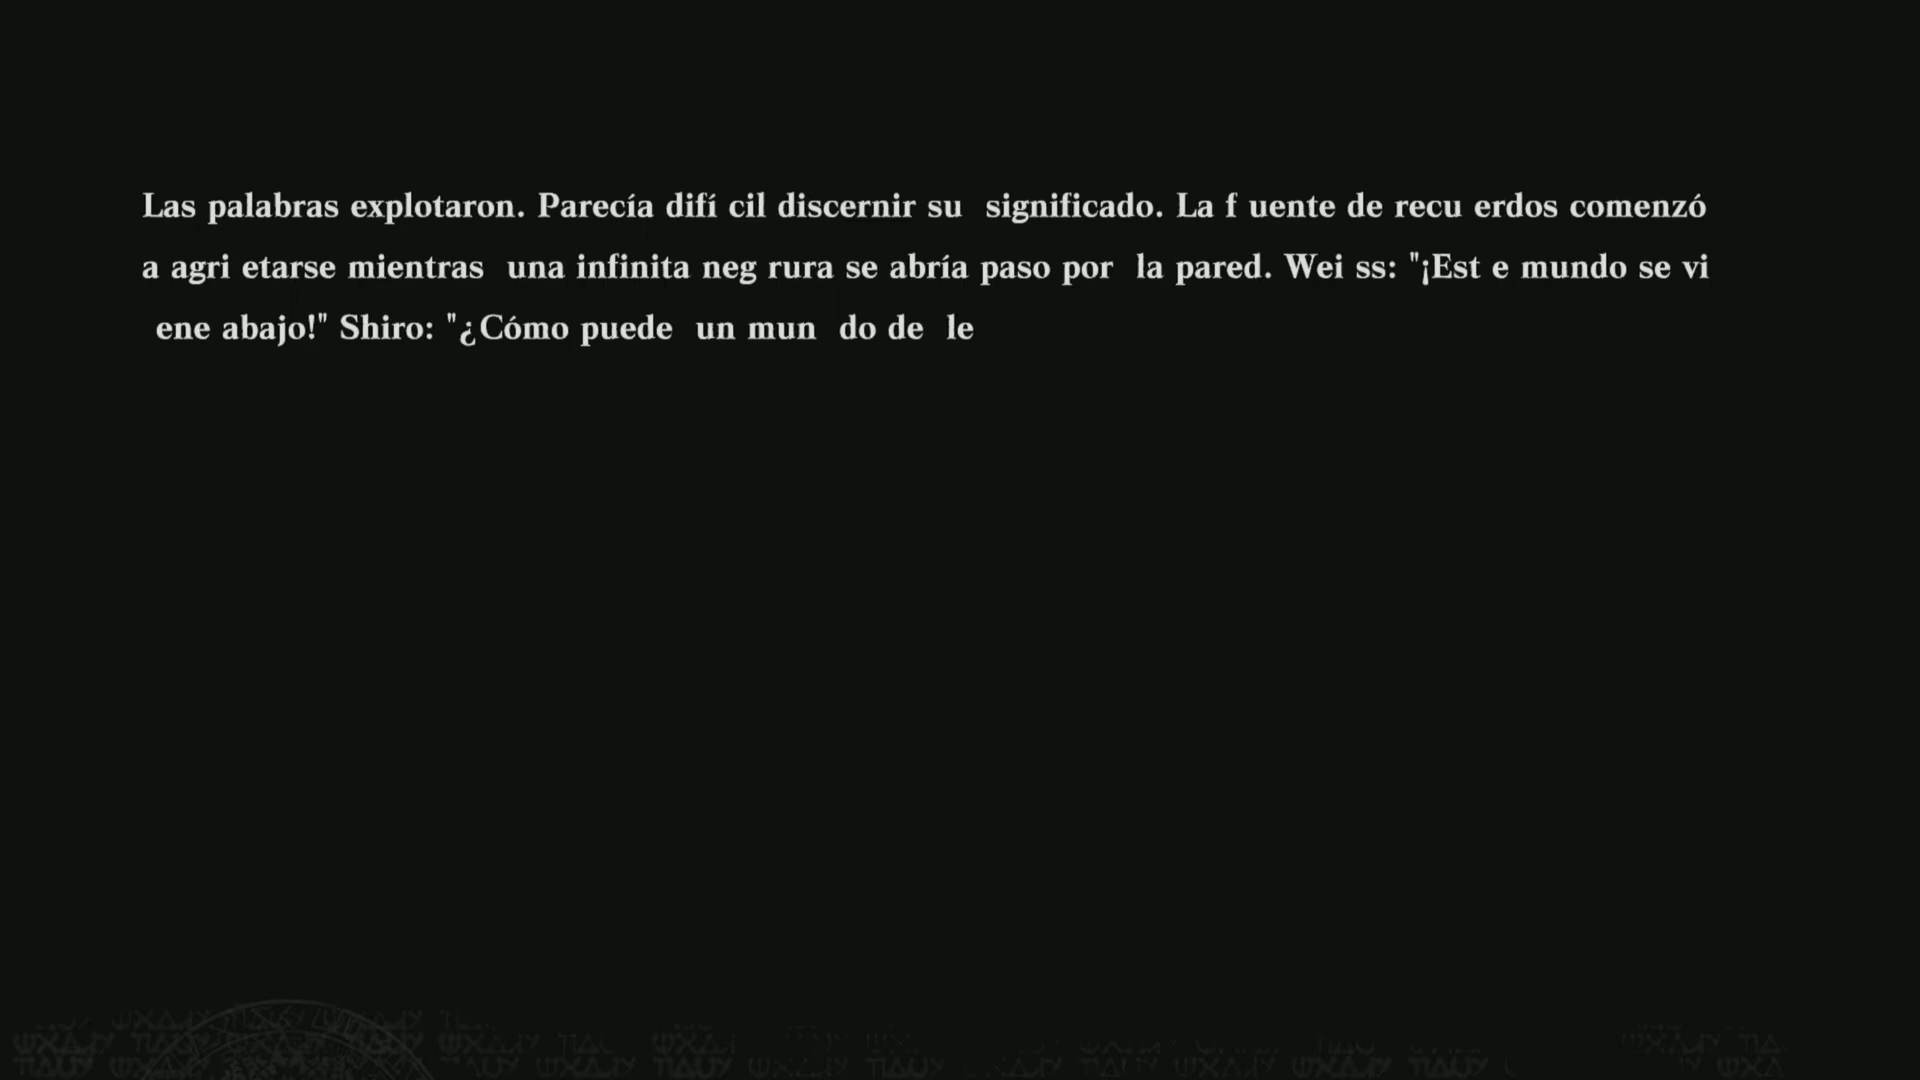 Las palabras explotaron. Parecía difí cil discernir su  significado. La f uente de recu erdos comenzó
a agri etarse mientras  una infinita neg rura se abría paso por  la pared. Wei ss: "¡Est e mundo se vi
ene abajo!" Shiro: "¿Cómo puede  un mun  do de  le